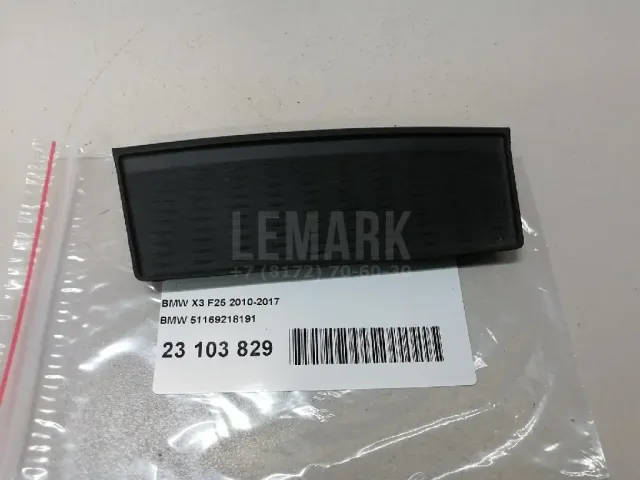 LEMARK
+7 (8172) 70-60-30
BMW X3 F25 2010-2017
BMW 51169218191
23 103 829